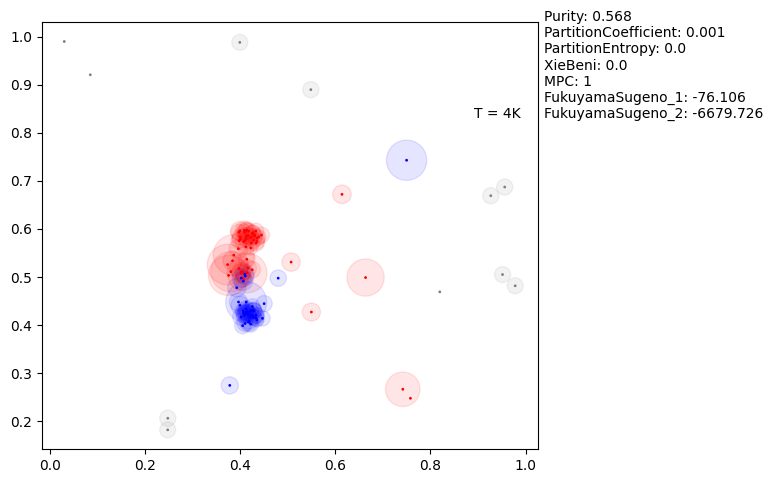 Purity: 0.568
PartitionCoefficient: 0.001
PartitionEntropy: 0.0
XieBeni: 0.0
MPC: 1
FukuyamaSugeno_1: -76.106
FukuyamaSugeno_2: -6679.726
T = 4K
1.0
0.9
0.8
0.7
0.6
0.5
0.4
0.3
0.2
0.0 0.2 0.4 0.6 0.8 1.0